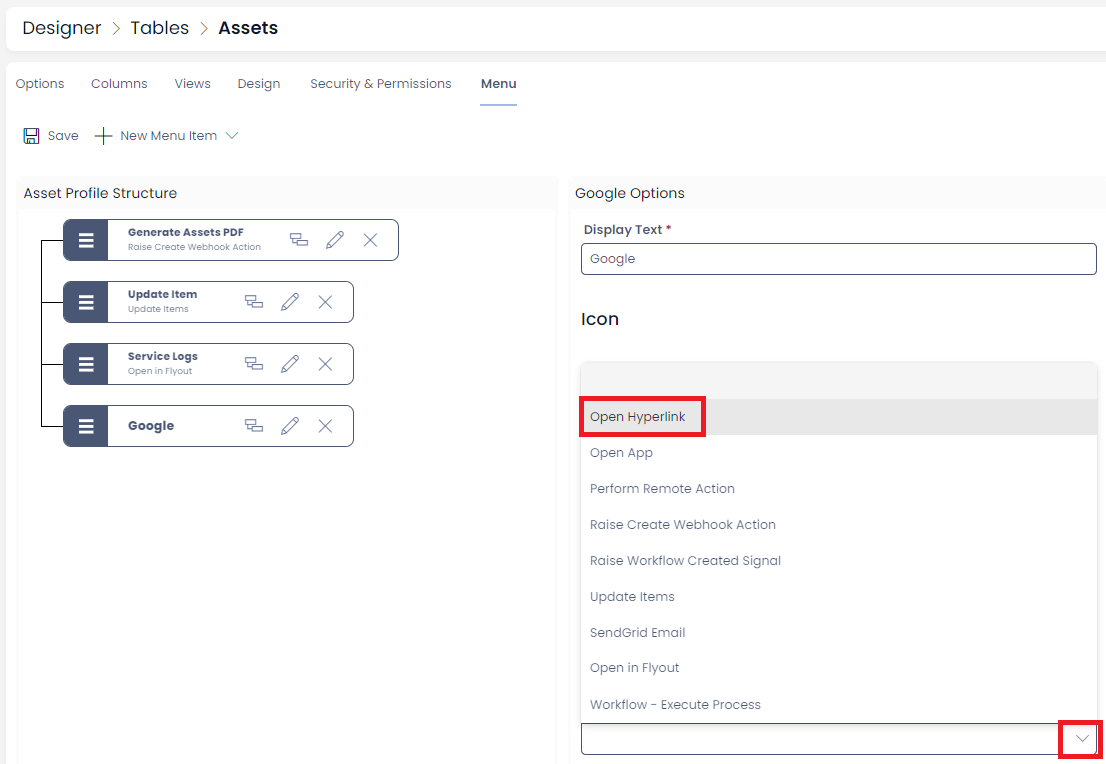 Designer > Tables > Assets
Options Columns Views Design Security & Permissions Menu
Save New Menu Item
Asset Profile Structure
Generate Assets PDF
Raise Create Webhook Action
Update Item
Update Items
Service Logs
Open in Flyout
Google
Google Options
Display Text *
Google
Icon
Open Hyperlink
Open App
Perform Remote Action
Raise Create Webhook Action
Raise Workflow Created Signal
Update Items
SendGrid Email
Open in Flyout
Workflow - Execute Process